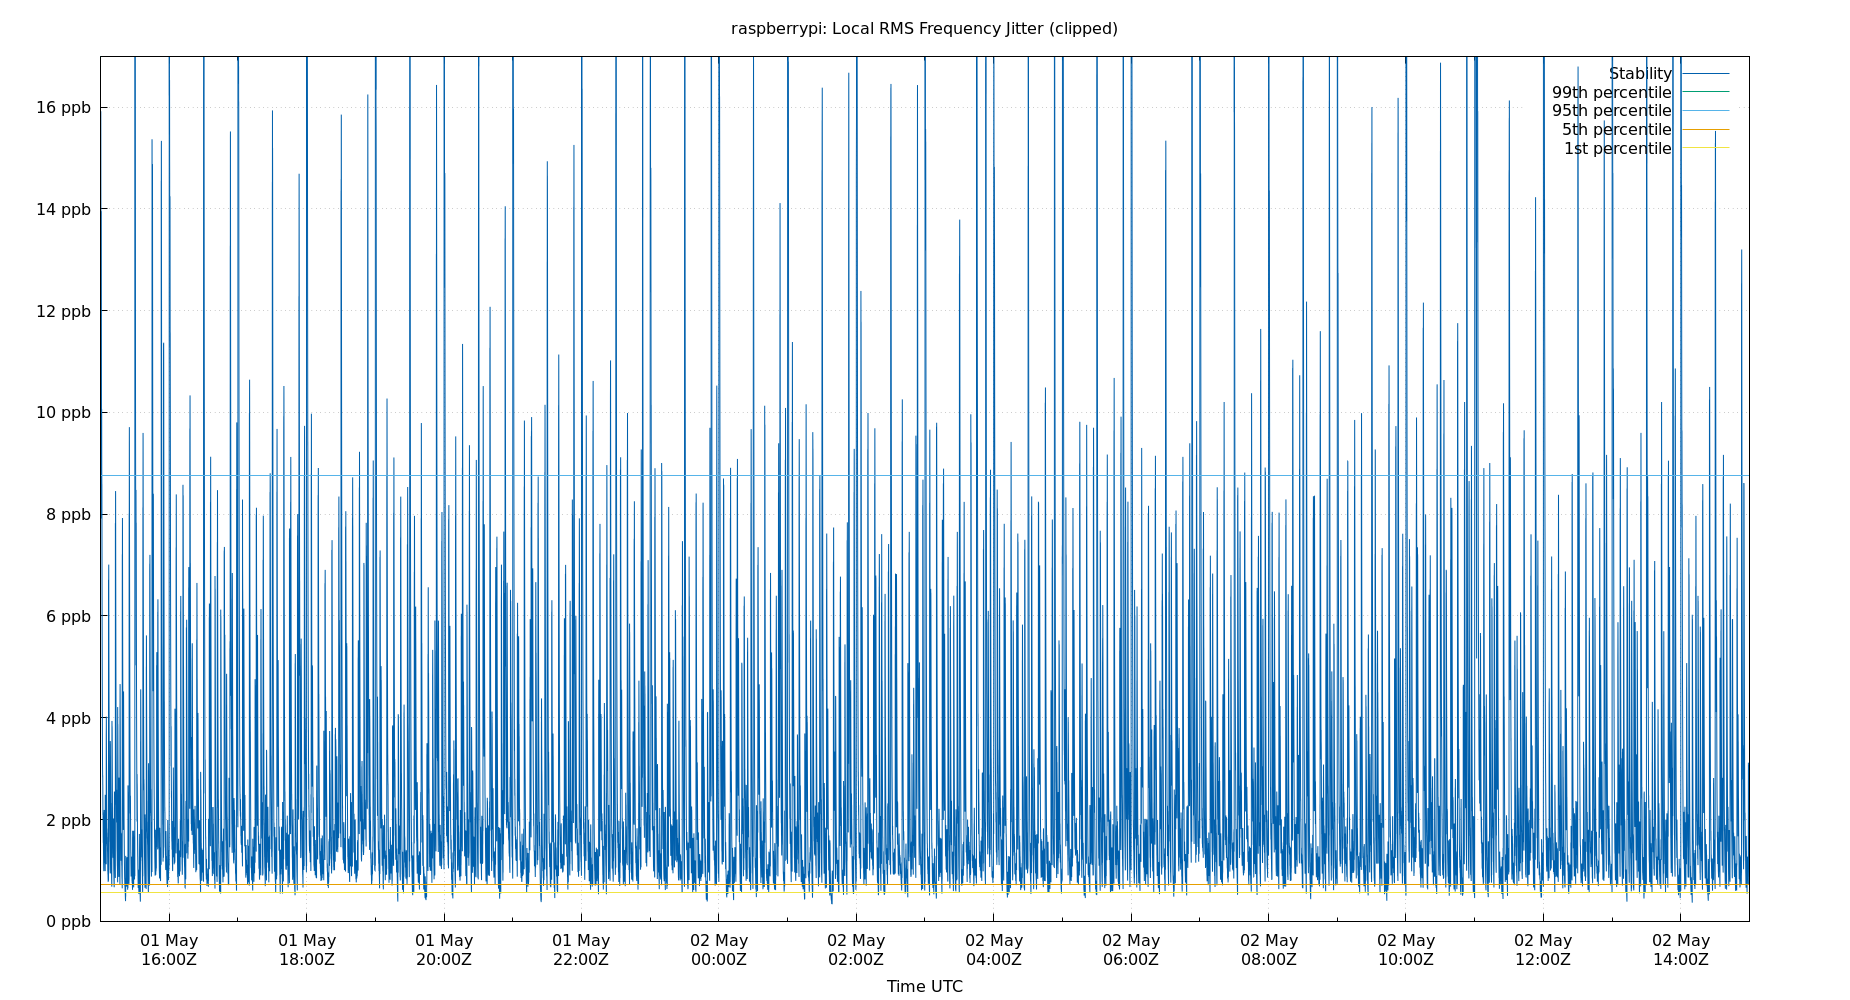 raspberrypi: Local RMS Frequency Jitter (clipped)
Stability
99th percentile
95th percentile
5th percentile
1st percentile
16 ppb
14 ppb
12 ppb
10 ppb
8 ppb
6 ppb
4 ppb
2 ppb
0 ppb
01 May 01 May 01 May 01 May 02 May 02 May 02 May 02 May 02 May 02 May 02 May 02 May
16:00Z 18:00Z 20:00Z 22:00Z 00:00Z 02:00Z 04:00Z 06:00Z 08:00Z 10:00Z 12:00Z 14:00Z
Time UTC